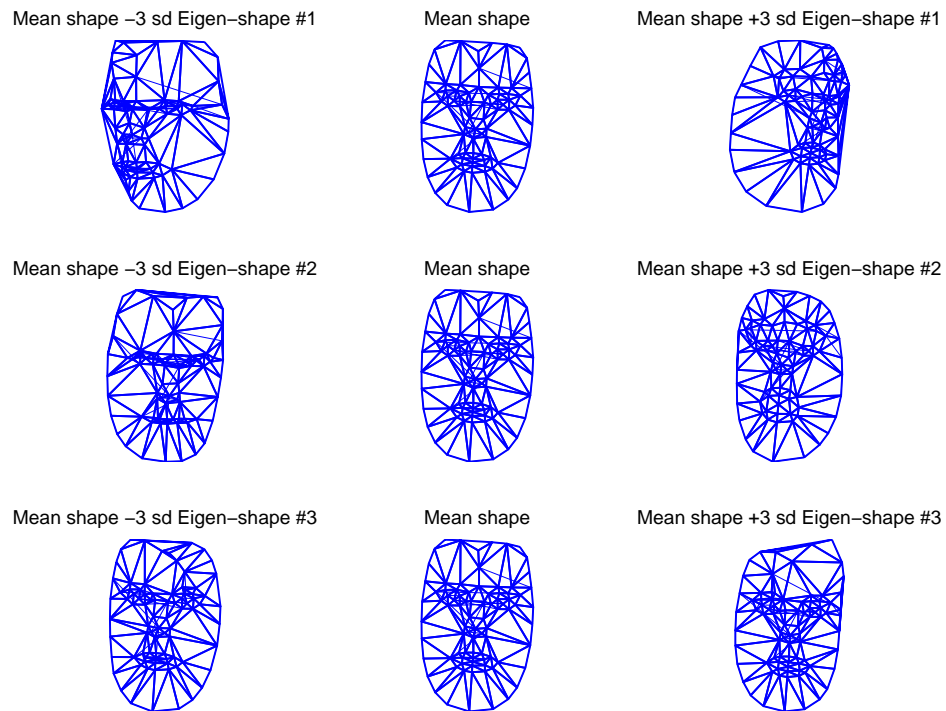 Mean shape −3 sd Eigen−shape #1
Mean shape
Mean shape +3 sd Eigen−shape #1
Mean shape −3 sd Eigen−shape #2
Mean shape
Mean shape +3 sd Eigen−shape #2
Mean shape −3 sd Eigen−shape #3
Mean shape
Mean shape +3 sd Eigen−shape #3